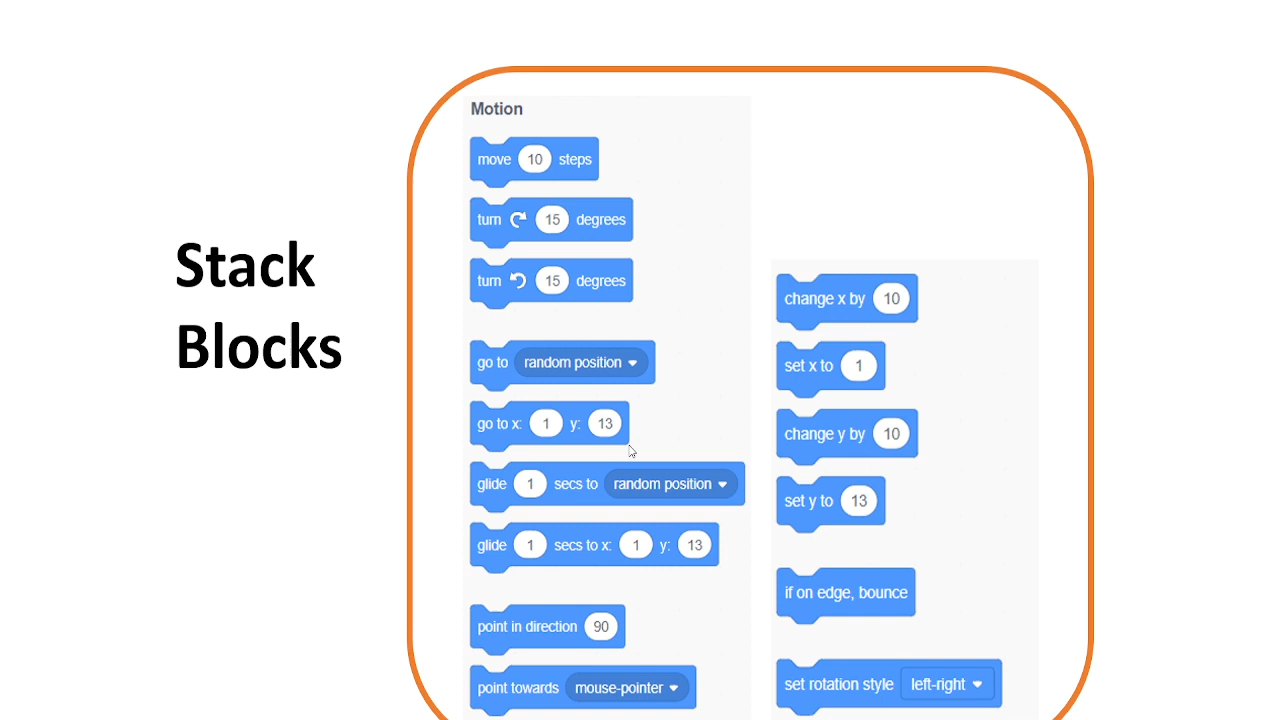 Stack
Blocks
Motion
move 10 steps
turn 15 degrees
turn 15 degrees
go to random position
go to x: 1 y: 13
glide 1 secs to random position
glide 1 secs to x: 1 y: 13
point in direction 90
point towards mouse-pointer
change x by 10
set x to 1
change y by 10
set y to 13
if on edge, bounce
set rotation style left-right